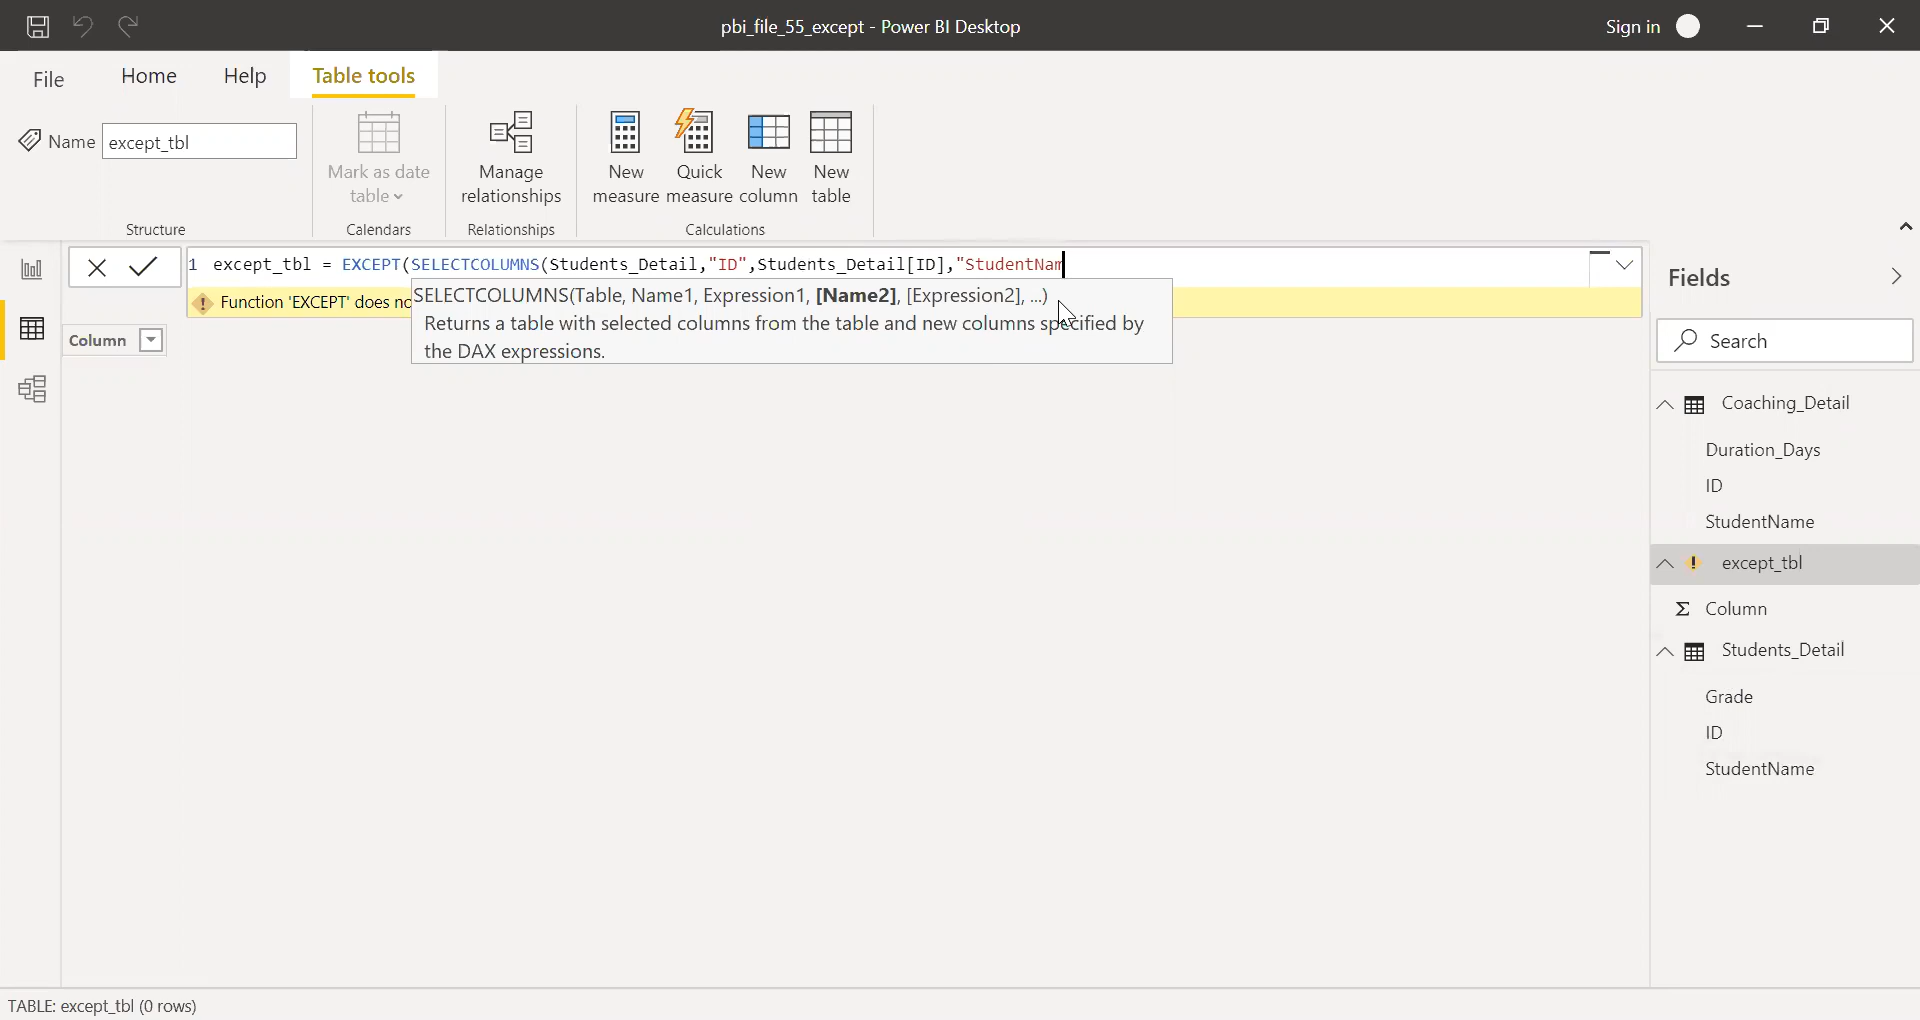 pbi_file_55_except - Power BI Desktop
Sign in
File
Home
Help
Table tools
Name
except_tbl
Mark as date
table
Manage
relationships
New
measure
Quick
measure
New
column
New
table
Structure
Calendars
Relationships
Calculations
1 except_tbl = EXCEPT(SELECTCOLUMNS(Students_Detail,"ID",Students_Detail[ID],"StudentNam
Function 'EXCEPT' does no
SELECTCOLUMNS(Table, Name1, Expression1, [Name2], [Expression2], ...)
Returns a table with selected columns from the table and new columns specified by
the DAX expressions.
Column
Fields
Search
Coaching_Detail
Duration_Days
ID
StudentName
except_tbl
Σ Column
Students_Detail
Grade
ID
StudentName
TABLE: except_tbl (0 rows)